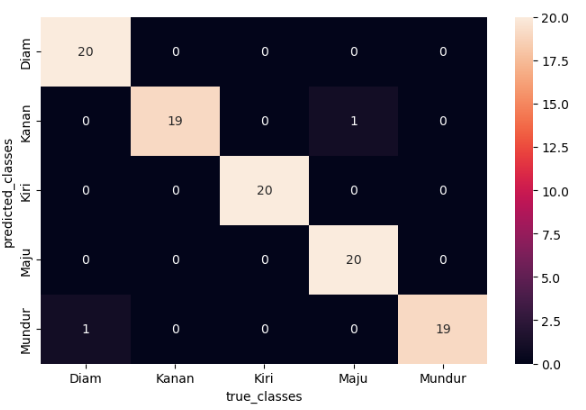 predicted_classes
Diam 20 0 0 0 0
Kanan 0 19 0 1 0
Kiri 0 0 20 0 0
Maju 0 0 0 20 0
Mundur 1 0 0 0 19
Diam Kanan Kiri Maju Mundur
true_classes
20.0
17.5
15.0
12.5
10.0
7.5
5.0
2.5
0.0